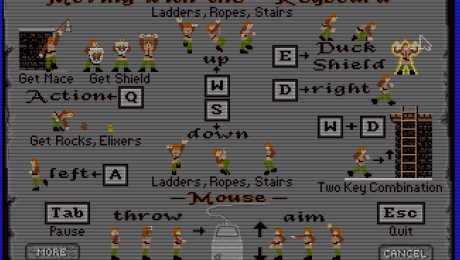 Moving with the Keyboard
Ladders, Ropes, Stairs
up
E
Duck
Shield
Get Mace
Get Shield
W
S
D
right
Action
Q
W + D
down
Get Rocks, Elixers
left
A
Ladders, Ropes, Stairs
Two Key Combination
Mouse
Tab
throw
aim
Esc
Pause
Quit
MORE
CANCEL